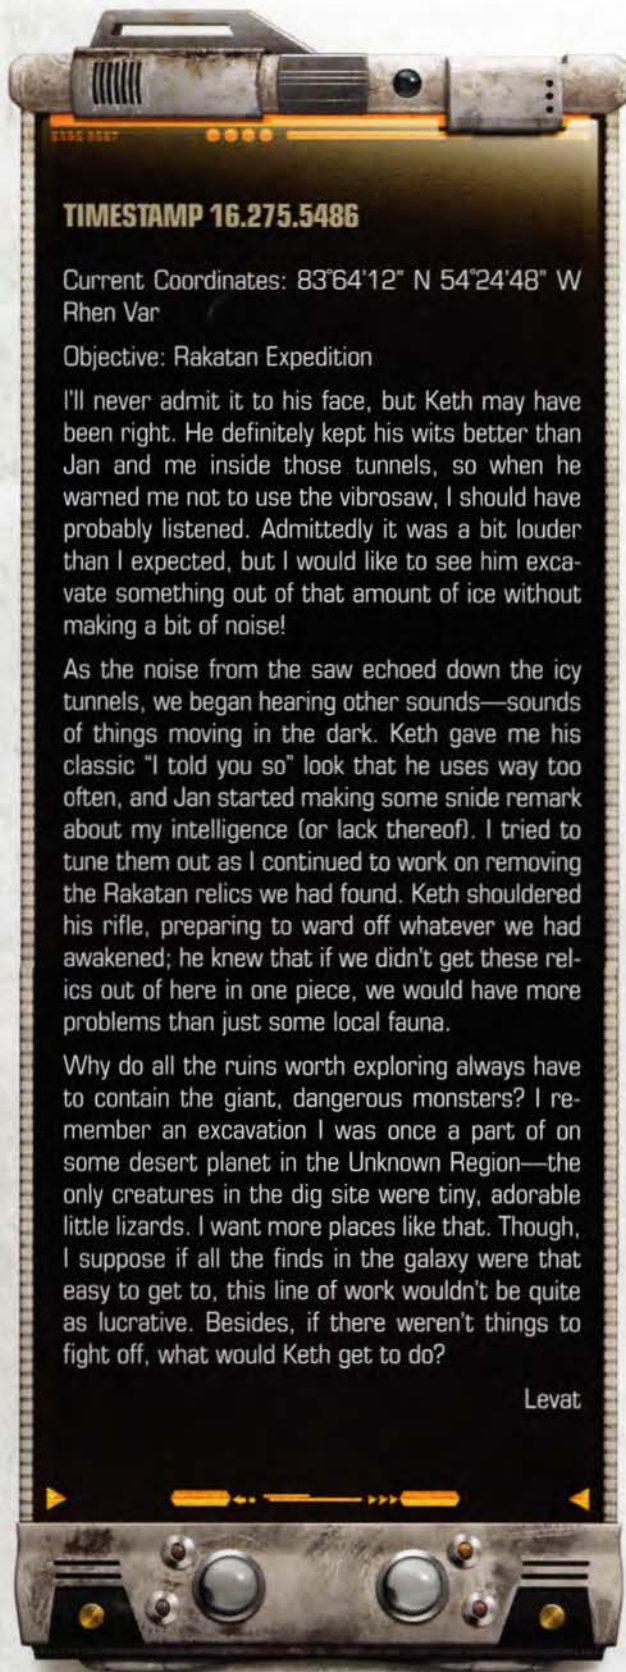 TIMESTAMP 16.275.5486
Current Coordinates: 83°64'12" N 54°24'48" W
Rhen Var
Objective: Rakatan Expedition
I'll never admit it to his face, but Keth may have
been right. He definitely kept his wits better than
Jan and me inside those tunnels, so when he
warned me not to use the vibrosaw, I should have
probably listened. Admittedly it was a bit louder
than I expected, but I would like to see him exca-
vate something out of that amount of ice without
making a bit of noise!
As the noise from the saw echoed down the icy
tunnels, we began hearing other sounds—sounds
of things moving in the dark. Keth gave me his
classic "I told you so" look that he uses way too
often, and Jan started making some snide remark
about my intelligence (or lack thereof). I tried to
tune them out as I continued to work on removing
the Rakatan relics we had found. Keth shouldered
his rifle, preparing to ward off whatever we had
awakened; he knew that if we didn't get these rel-
ics out of here in one piece, we would have more
problems than just some local fauna.
Why do all the ruins worth exploring always have
to contain the giant, dangerous monsters? I re-
member an excavation I was once a part of on
some desert planet in the Unknown Region—the
only creatures in the dig site were tiny, adorable
little lizards. I want more places like that. Though,
I suppose if all the finds in the galaxy were that
easy to get to, this line of work wouldn't be quite
as lucrative. Besides, if there weren't things to
fight off, what would Keth get to do?
Levat